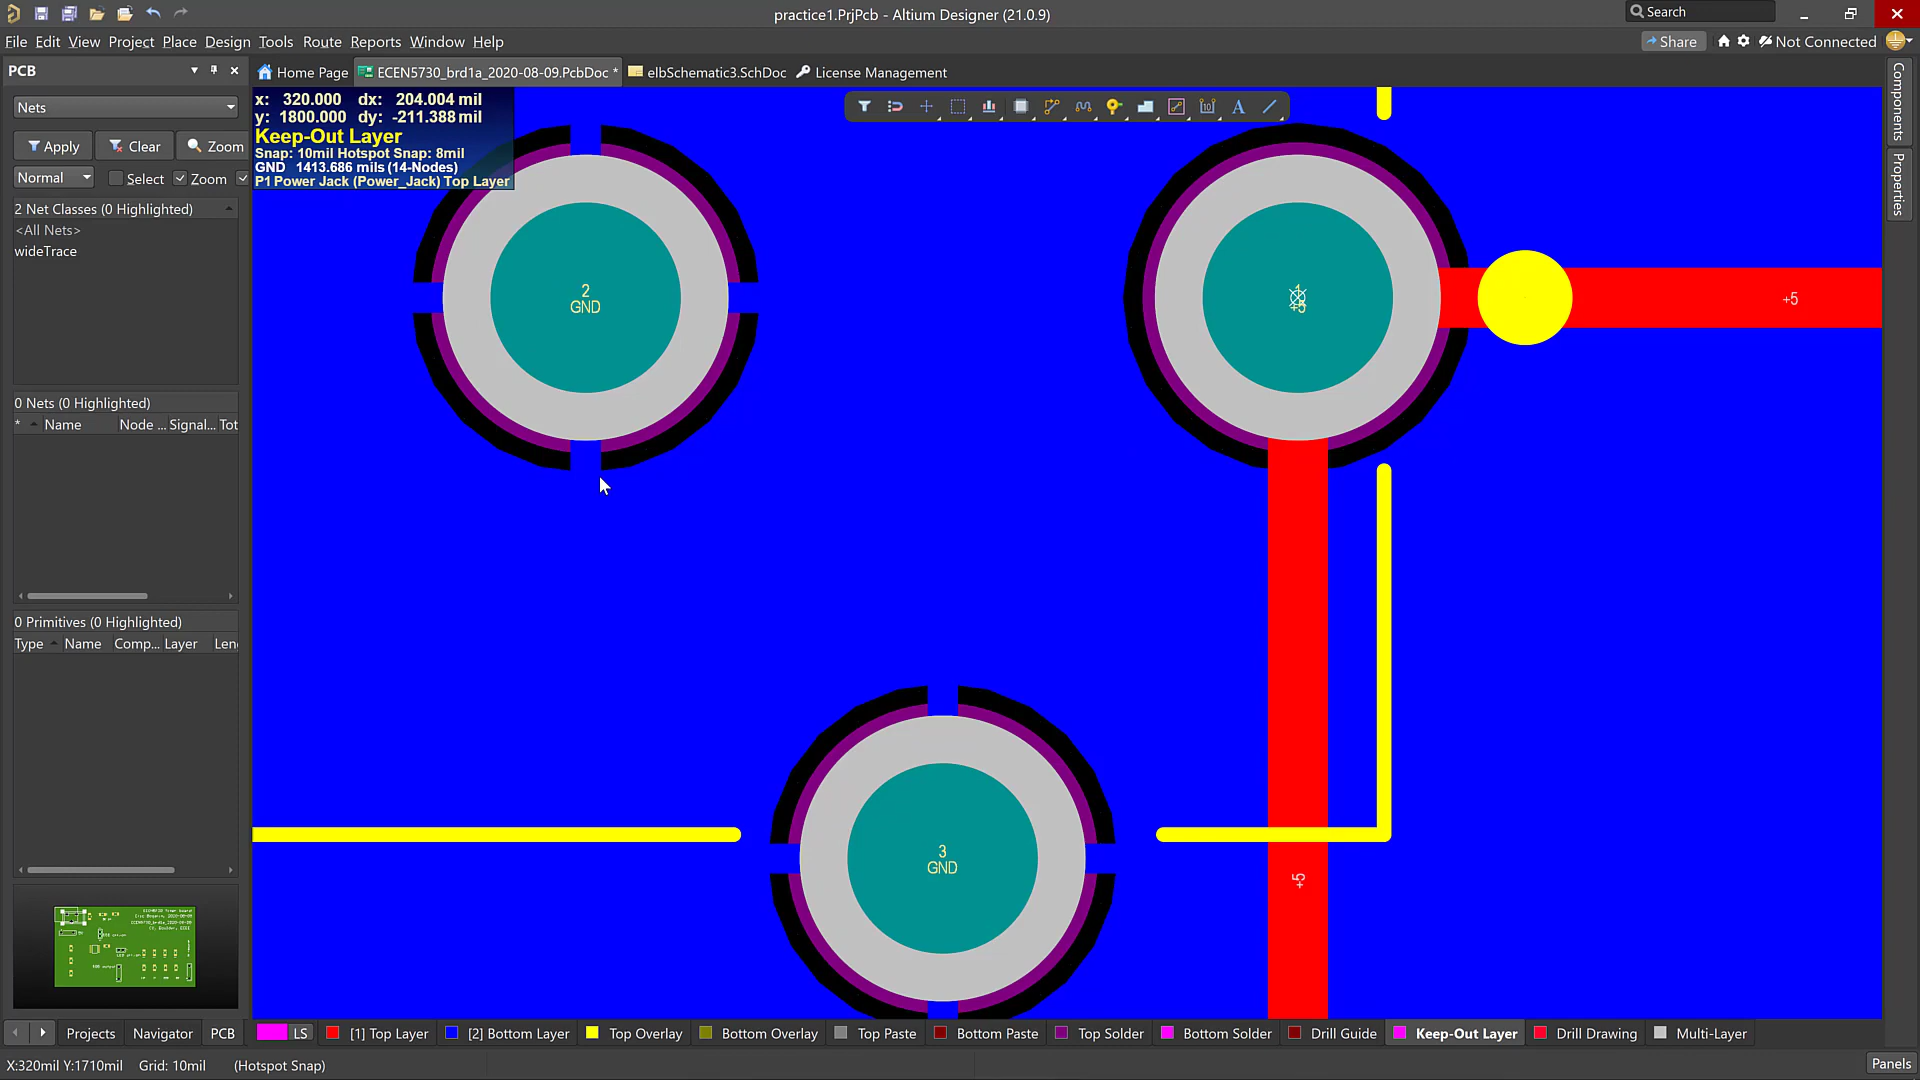 practice1.PrjPcb - Altium Designer (21.0.9)
Search
File Edit View Project Place Design Tools Route Reports Window Help
Share
Not Connected
PCB
Home Page
ECEN5730_brd1a_2020-08-09.PcbDoc *
elbSchematic3.SchDoc
License Management
Nets
x: 320.000 dx: 204.004 mil
y: 1800.000 dy: -211.388 mil
Keep-Out Layer
Snap: 10mil Hotspot Snap: 8mil
GND 1413.686 mils (14-Nodes)
P1 Power Jack (Power_Jack) Top Layer
Apply Clear Zoom
Normal Select Zoom
2 Net Classes (0 Highlighted)
<All Nets>
wideTrace
0 Nets (0 Highlighted)
* Name Node ... Signal... Tot
0 Primitives (0 Highlighted)
Type Name Comp... Layer Len
2
GND
1
+5
+5
3
GND
+5
Components
Properties
Projects Navigator PCB
LS [1] Top Layer [2] Bottom Layer Top Overlay Bottom Overlay Top Paste Bottom Paste Top Solder Bottom Solder Drill Guide Keep-Out Layer Drill Drawing Multi-Layer
X:320mil Y:1710mil Grid: 10mil (Hotspot Snap)
Panels